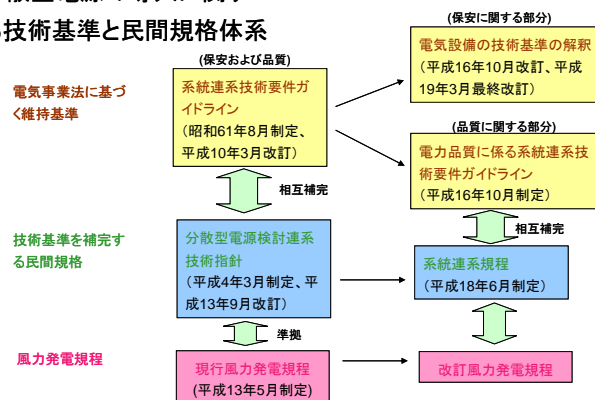 る技術基準と民間規格体系
(保安に関する部分)
電気設備の技術基準の解釈
(平成16年10月改訂、平成
19年3月最終改訂)
(保安および品質)
系統連系技術要件ガ
イドライン
(昭和61年8月制定、
平成10年3月改訂)
電気事業法に基づ
く維持基準
(品質に関する部分)
電力品質に係る系統連系技
術要件ガイドライン
(平成16年10月制定)
相互補完
相互補完
技術基準を補完す
る民間規格
分散型電源検討連系
技術指針
(平成4年3月制定、平
成13年9月改訂)
系統連系規程
(平成18年6月制定)
準拠
風力発電規程
現行風力発電規程
(平成13年5月制定)
改訂風力発電規程